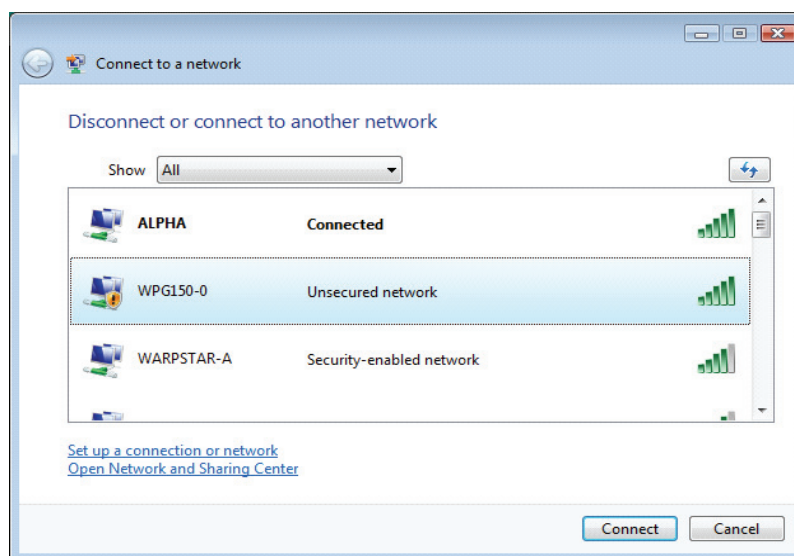 Connect to a network
Disconnect or connect to another network
Show All
ALPHA Connected
WPG150-0 Unsecured network
WARPSTAR-A Security-enabled network
Set up a connection or network
Open Network and Sharing Center
Connect Cancel